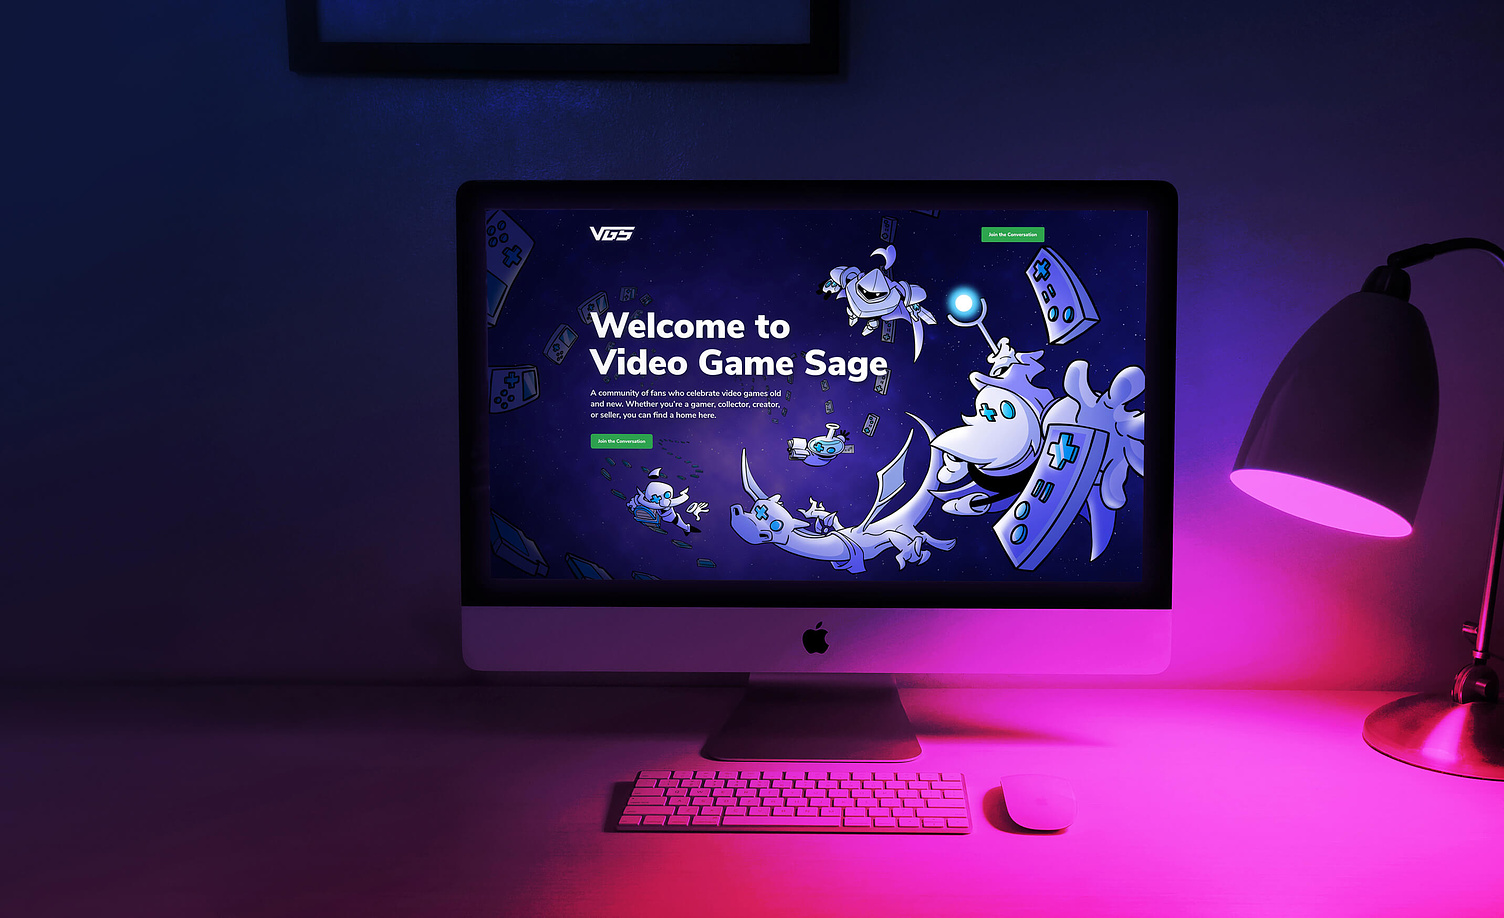 VGS
Join the Conversation
Welcome to
Video Game Sage
A community of fans who celebrate video games old
and new. Whether you're a gamer, collector, creator,
or seller, you can find a home here.
Join the Conversation